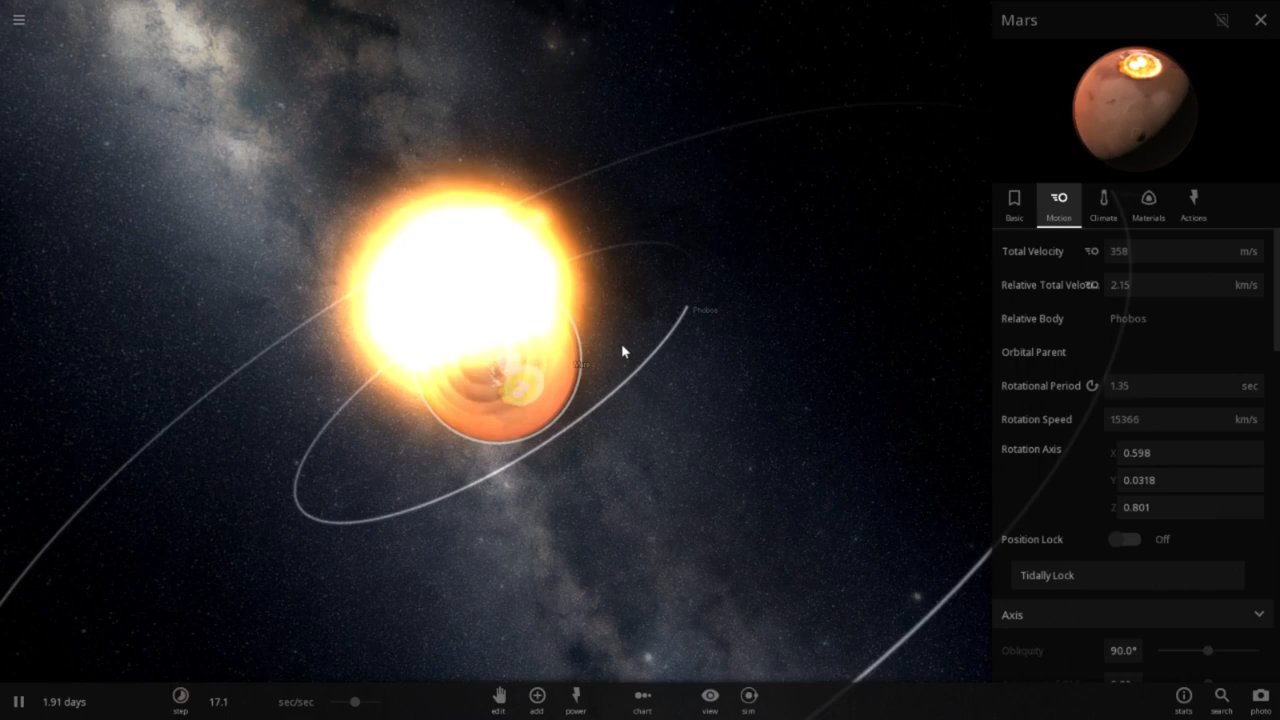 Mars
Basic Motion Climate Materials Actions
Total Velocity 358 m/s
Relative Total Veloc 2.15 km/s
Relative Body Phobos
Orbital Parent
Rotational Period 1.35 sec
Rotation Speed 15366 km/s
Rotation Axis X 0.598
Y 0.0318
Z 0.801
Position Lock Off
Tidally Lock
Axis
Obliquity 90.0°
Phobos
Mars
1.91 days step 17.1 sec/sec edit add power chart view sim stats search photo